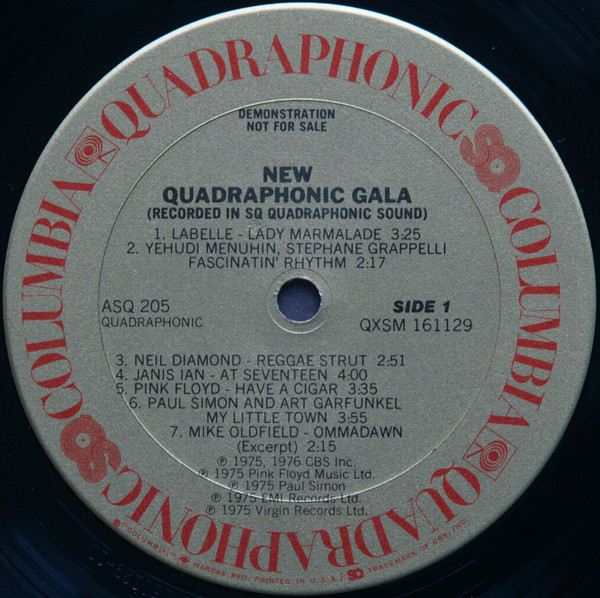 COLUMBIA QUADRAPHONIC SQ COLUMBIA QUADRAPHONIC SQ
DEMONSTRATION
NOT FOR SALE
NEW
QUADRAPHONIC GALA
(RECORDED IN SQ QUADRAPHONIC SOUND)
1. LABELLE - LADY MARMALADE 3:25
2. YEHUDI MENUHIN, STEPHANE GRAPPELLI
FASCINATIN' RHYTHM 2:17
ASQ 205
QUADRAPHONIC
SIDE 1
QXSM 161129
3. NEIL DIAMOND - REGGAE STRUT 2:51
4. JANIS IAN - AT SEVENTEEN 4:00
5. PINK FLOYD - HAVE A CIGAR 3:35
6. PAUL SIMON AND ART GARFUNKEL
MY LITTLE TOWN 3:55
7. MIKE OLDFIELD - OMMADAWN
(Excerpt) 2:15
℗ 1975, 1976 CBS Inc.
℗ 1975 Pink Floyd Music Ltd.
℗ 1975 Paul Simon
℗ 1975 EMI Records Ltd.
℗ 1975 Virgin Records Ltd.
® "COLUMBIA", MARCAS REG. PRINTED IN U.S.A. / SQ TRADEMARK OF CBS, INC.